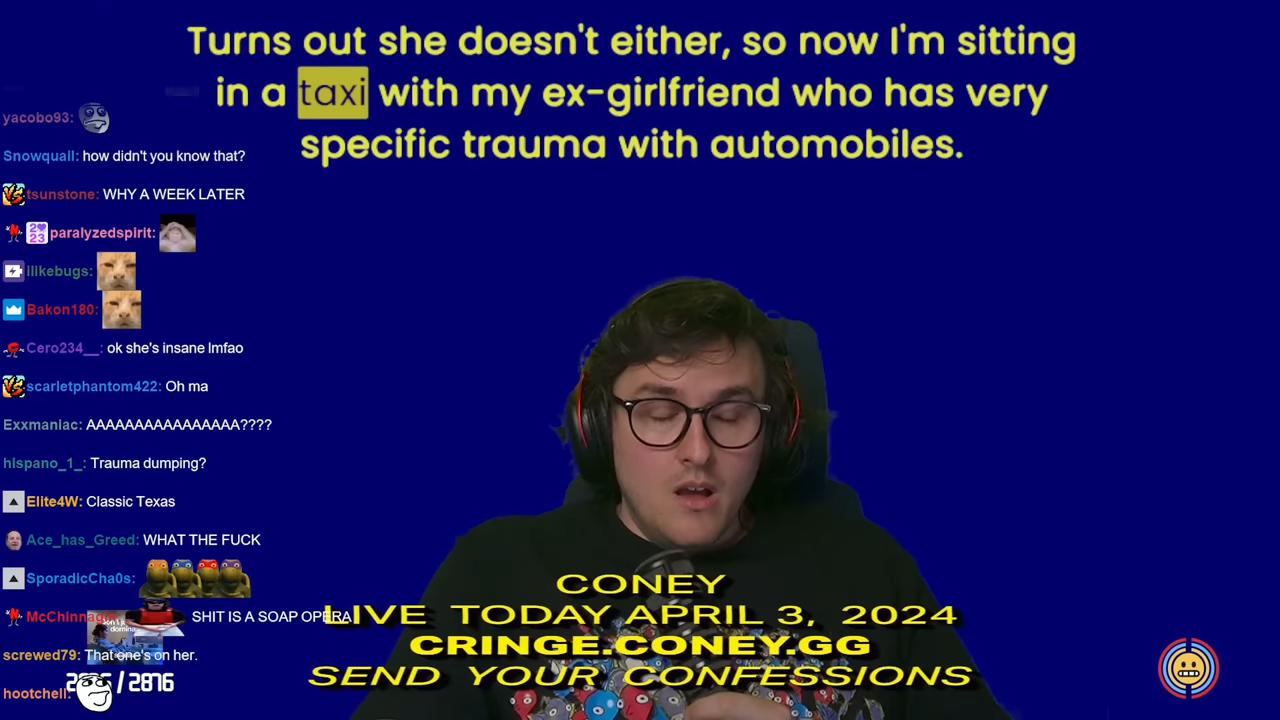 Turns out she doesn't either, so now I'm sitting
in a taxi with my ex-girlfriend who has very
specific trauma with automobiles.
yacobo93:
Snowquail: how didn't you know that?
tsunstone: WHY A WEEK LATER
paralyzedspirit:
ilikebugs:
Bakon180:
Cero234__: ok she's insane lmfao
scarletphantom422: Oh ma
Exxmaniac: AAAAAAAAAAAAAAAA????
hispano_1_: Trauma dumping?
Elite4W: Classic Texas
Ace_has_Greed: WHAT THE FUCK
SporadicCha0s:
SHIT IS A SOAP OPERA
screwed79: That one's on her.
hootchell:
/ 2876
CONEY
LIVE TODAY APRIL 3, 2024
CRINGE.CONEY.GG
SEND YOUR CONFESSIONS